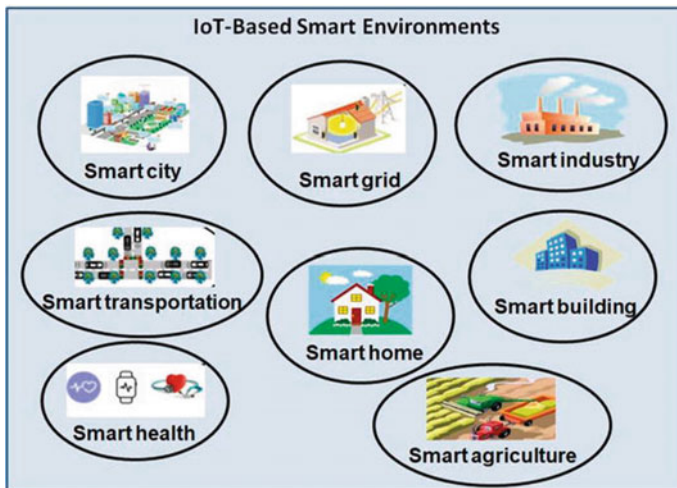 IoT-Based Smart Environments
Smart city
Smart grid
Smart industry
Smart transportation
Smart home
Smart building
Smart health
Smart agriculture